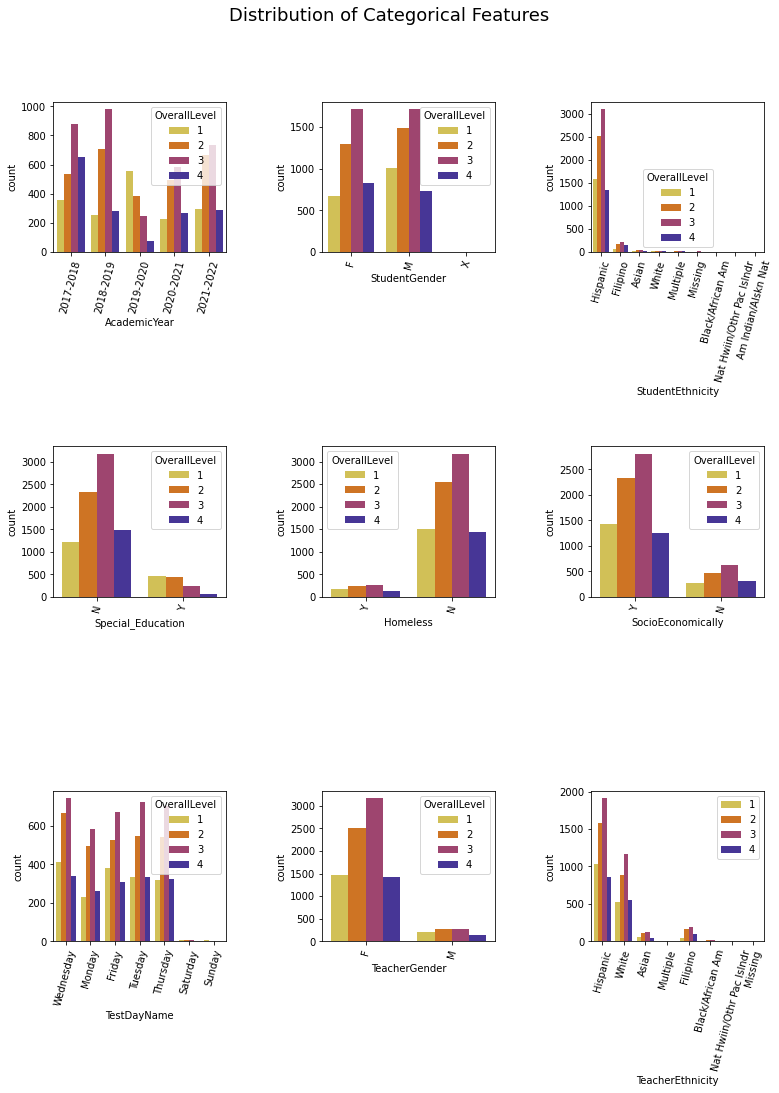 Distribution of Categorical Features
count
1000
800
600
400
200
0
OverallLevel
1
2
3
4
2017-2018
2018-2019
2019-2020
2020-2021
2021-2022
AcademicYear
count
1500
1000
500
0
OverallLevel
1
2
3
4
F
M
X
StudentGender
count
3000
2500
2000
1500
1000
500
0
OverallLevel
1
2
3
4
Hispanic
Filipino
Asian
White
Multiple
Missing
Black/African Am
Nat Hwiin/Othr Pac Islndr
Am Indian/Alskn Nat
StudentEthnicity
count
3000
2500
2000
1500
1000
500
0
OverallLevel
1
2
3
4
N
Y
Special_Education
count
3000
2500
2000
1500
1000
500
0
OverallLevel
1
2
3
4
Y
N
Homeless
count
2500
2000
1500
1000
500
0
OverallLevel
1
2
3
4
Y
N
SocioEconomically
count
600
400
200
0
OverallLevel
1
2
3
4
Wednesday
Monday
Friday
Tuesday
Thursday
Saturday
Sunday
TestDayName
count
3000
2500
2000
1500
1000
500
0
OverallLevel
1
2
3
4
F
M
TeacherGender
count
2000
1500
1000
500
0
1
2
3
4
Hispanic
White
Asian
Multiple
Filipino
Black/African Am
Nat Hwiin/Othr Pac Islndr
Missing
TeacherEthnicity